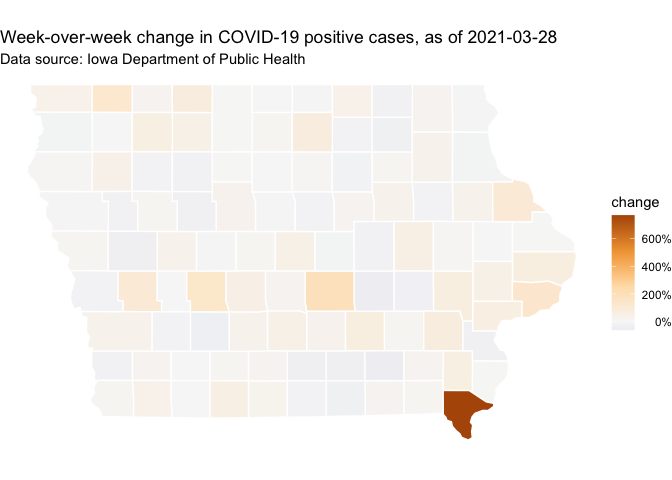 Week-over-week change in COVID-19 positive cases, as of 2021-03-28
Data source: Iowa Department of Public Health
change
600%
400%
200%
0%